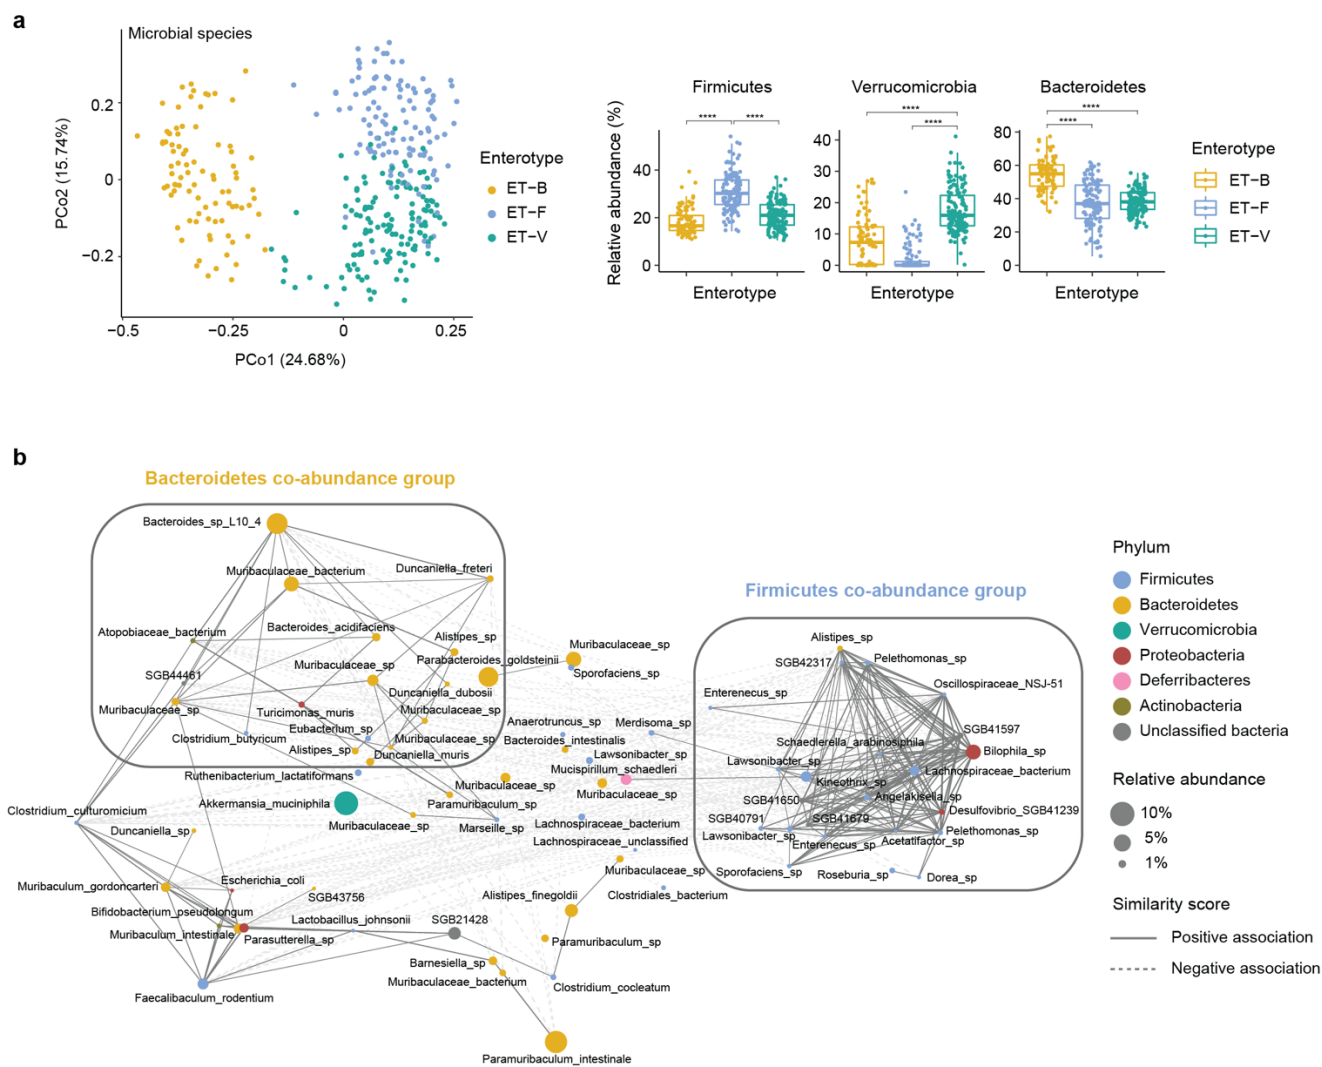 a
Microbial species
PCo2 (15.74%)
0.2
0
−0.2
−0.5
−0.25
0
0.25
PCo1 (24.68%)
Enterotype
ET−B
ET−F
ET−V
Relative abundance (%)
Firmicutes
****
****
40
20
0
Enterotype
Verrucomicrobia
****
****
40
30
20
10
0
Enterotype
Bacteroidetes
****
****
80
60
40
20
0
Enterotype
Enterotype
ET−B
ET−F
ET−V
b
Bacteroidetes co-abundance group
Bacteroides_sp_L10_4
Muribaculaceae_bacterium
Duncaniella_freteri
Atopobiaceae_bacterium
Bacteroides_acidifaciens
Alistipes_sp
Muribaculaceae_sp
Parabacteroides_goldsteinii
SGB44461
Duncaniella_dubosii
Muribaculaceae_sp
Turicimonas_muris
Muribaculaceae_sp
Clostridium_butyricum
Eubacterium_sp
Muribaculaceae_sp
Alistipes_sp
Duncaniella_muris
Muribaculaceae_sp
Sporofaciens_sp
Anaerotruncus_sp
Merdisoma_sp
Bacteroides_intestinalis
Lawsonibacter_sp
Mucispirillum_schaedleri
Ruthenibacterium_lactatiformans
Muribaculaceae_sp
Muribaculaceae_sp
Akkermansia_muciniphila
Paramuribaculum_sp
Clostridium_culturomicium
Muribaculaceae_sp
Marseille_sp
Lachnospiraceae_bacterium
Duncaniella_sp
Lachnospiraceae_unclassified
Muribaculaceae_sp
Muribaculum_gordoncarteri
Escherichia_coli
SGB43756
Alistipes_finegoldii
Clostridiales_bacterium
Bifidobacterium_pseudolongum
Lactobacillus_johnsonii
SGB21428
Muribaculum_intestinale
Parasutterella_sp
Paramuribaculum_sp
Barnesiella_sp
Muribaculaceae_bacterium
Clostridium_cocleatum
Faecalibaculum_rodentium
Paramuribaculum_intestinale
Firmicutes co-abundance group
Alistipes_sp
SGB42317
Pelethomonas_sp
Enterenecus_sp
Oscillospiraceae_NSJ-51
SGB41597
Schaedlerella_arabinosiphila
Bilophila_sp
Lawsonibacter_sp
Lachnospiraceae_bacterium
Kineothrix_sp
SGB41650
Angelakisella_sp
SGB40791
SGB41679
Desulfovibrio_SGB41239
Lawsonibacter_sp
Pelethomonas_sp
Enterenecus_sp
Acetatifactor_sp
Sporofaciens_sp
Roseburia_sp
Dorea_sp
Phylum
Firmicutes
Bacteroidetes
Verrucomicrobia
Proteobacteria
Deferribacteres
Actinobacteria
Unclassified bacteria
Relative abundance
10%
5%
1%
Similarity score
Positive association
Negative association